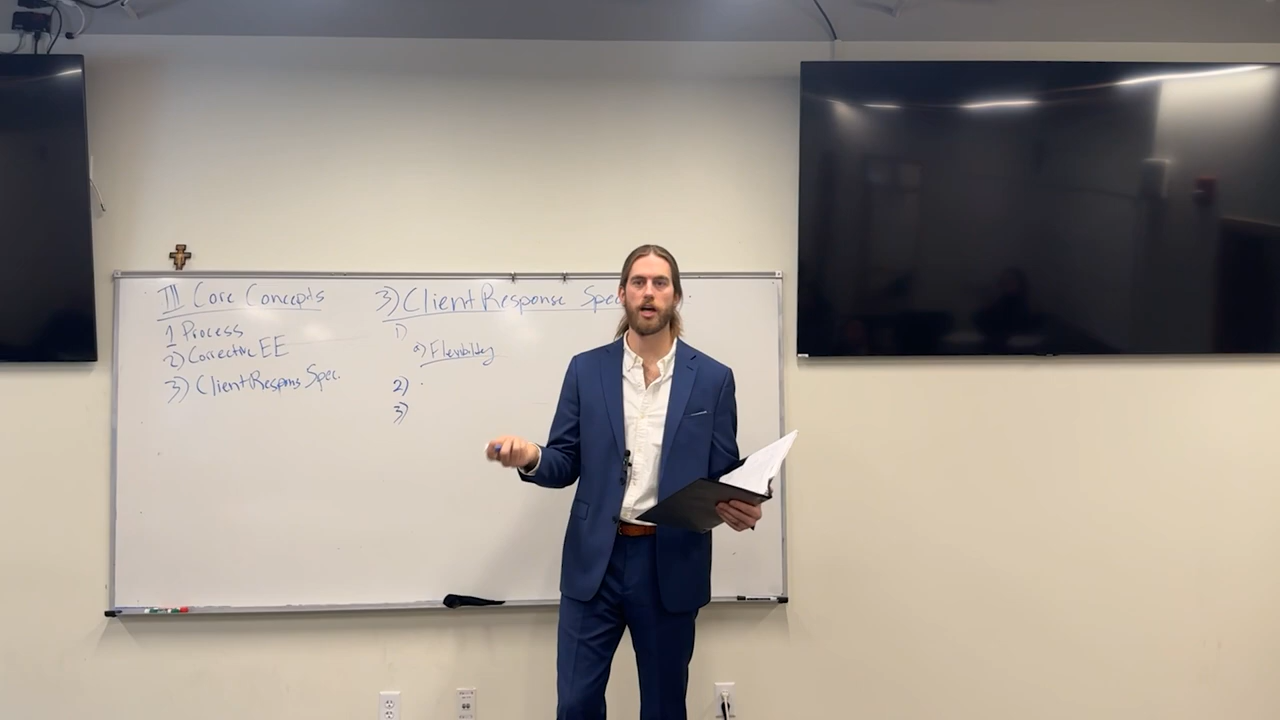 III Core Concepts
1 Process
2) Corrective EE
3) Client Respons Spec.
3) Client Response Spec
1)
a) Flexibility
2)
3)